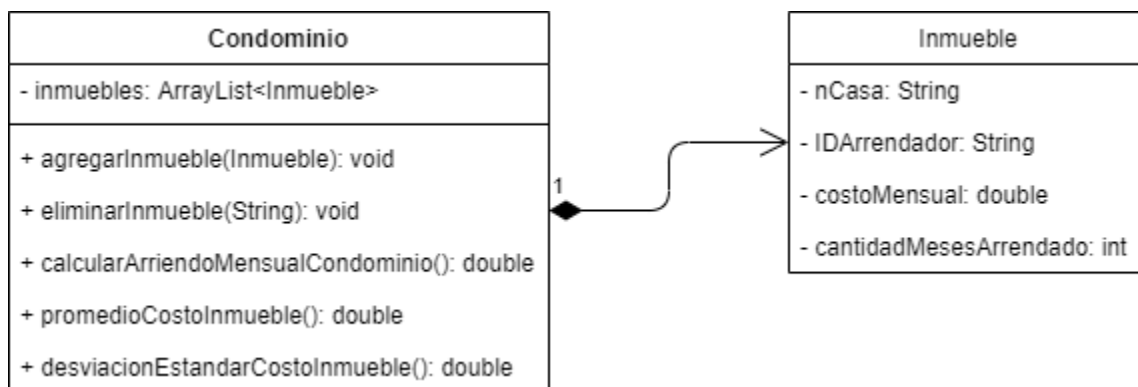 Condominio
- inmuebles: ArrayList<Inmueble>
+ agregarInmueble(Inmueble): void
+ eliminarInmueble(String): void
+ calcularArriendoMensualCondominio(): double
+ promedioCostoInmueble(): double
+ desviacionEstandarCostoInmueble(): double
1
Inmueble
- nCasa: String
- IDArrendador: String
- costoMensual: double
- cantidadMesesArrendado: int